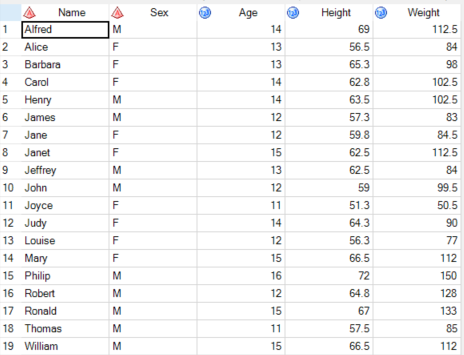 Name Sex Age Height Weight
1 Alfred M 14 69 112.5
2 Alice F 13 56.5 84
3 Barbara F 13 65.3 98
4 Carol F 14 62.8 102.5
5 Henry M 14 63.5 102.5
6 James M 12 57.3 83
7 Jane F 12 59.8 84.5
8 Janet F 15 62.5 112.5
9 Jeffrey M 13 62.5 84
10 John M 12 59 99.5
11 Joyce F 11 51.3 50.5
12 Judy F 14 64.3 90
13 Louise F 12 56.3 77
14 Mary F 15 66.5 112
15 Philip M 16 72 150
16 Robert M 12 64.8 128
17 Ronald M 15 67 133
18 Thomas M 11 57.5 85
19 William M 15 66.5 112